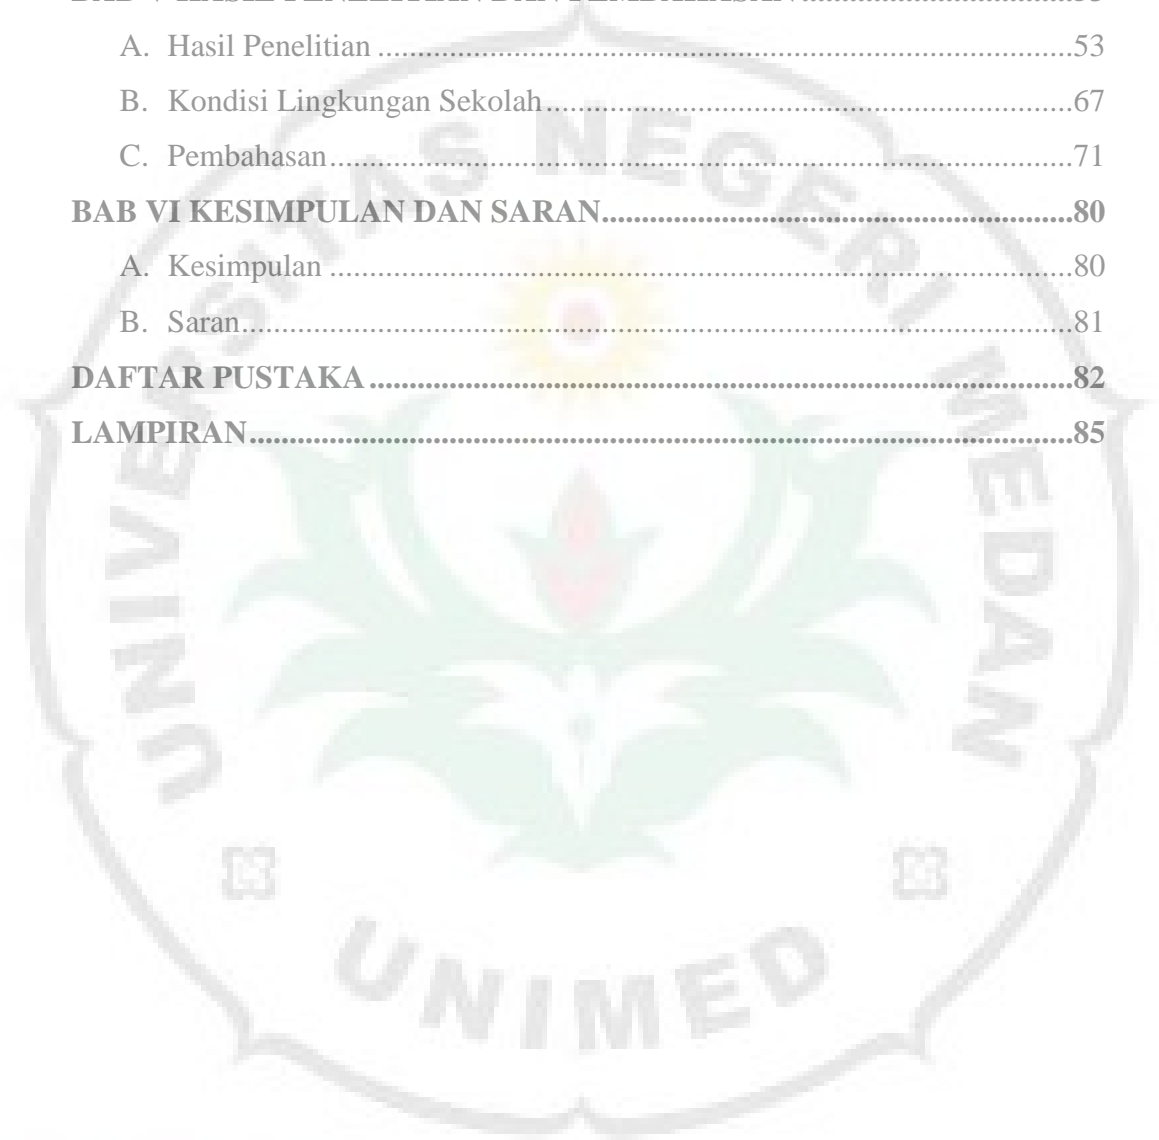 A. Hasil Penelitian ........................................................................................53
B. Kondisi Lingkungan Sekolah..................................................................67
C. Pembahasan.............................................................................................71
BAB VI KESIMPULAN DAN SARAN.........................................................80
A. Kesimpulan .............................................................................................80
B. Saran........................................................................................................81
DAFTAR PUSTAKA......................................................................................82
LAMPIRAN....................................................................................................85
UNIVERSITAS NEGERI MEDAN
UNIMED